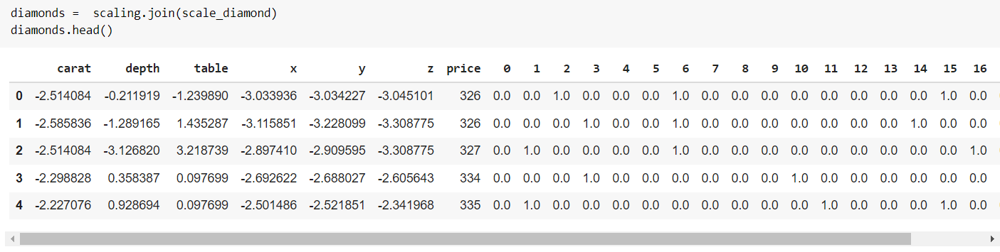 diamonds = scaling.join(scale_diamond)
diamonds.head()
carat depth table x y z price 0 1 2 3 4 5 6 7 8 9 10 11 12 13 14 15 16
0 -2.514084 -0.211919 -1.239890 -3.033936 -3.034227 -3.045101 326 0.0 0.0 1.0 0.0 0.0 0.0 1.0 0.0 0.0 0.0 0.0 0.0 0.0 0.0 0.0 1.0 0.0
1 -2.585836 -1.289165 1.435287 -3.115851 -3.228099 -3.308775 326 0.0 0.0 0.0 1.0 0.0 0.0 1.0 0.0 0.0 0.0 0.0 0.0 0.0 0.0 1.0 0.0 0.0
2 -2.514084 -3.126820 3.218739 -2.897410 -2.909595 -3.308775 327 0.0 1.0 0.0 0.0 0.0 0.0 1.0 0.0 0.0 0.0 0.0 0.0 0.0 0.0 0.0 0.0 1.0
3 -2.298828 0.358387 0.097699 -2.692622 -2.688027 -2.605643 334 0.0 0.0 0.0 1.0 0.0 0.0 0.0 0.0 0.0 0.0 1.0 0.0 0.0 0.0 0.0 0.0 0.0
4 -2.227076 0.928694 0.097699 -2.501486 -2.521851 -2.341968 335 0.0 1.0 0.0 0.0 0.0 0.0 0.0 0.0 0.0 0.0 0.0 1.0 0.0 0.0 0.0 1.0 0.0